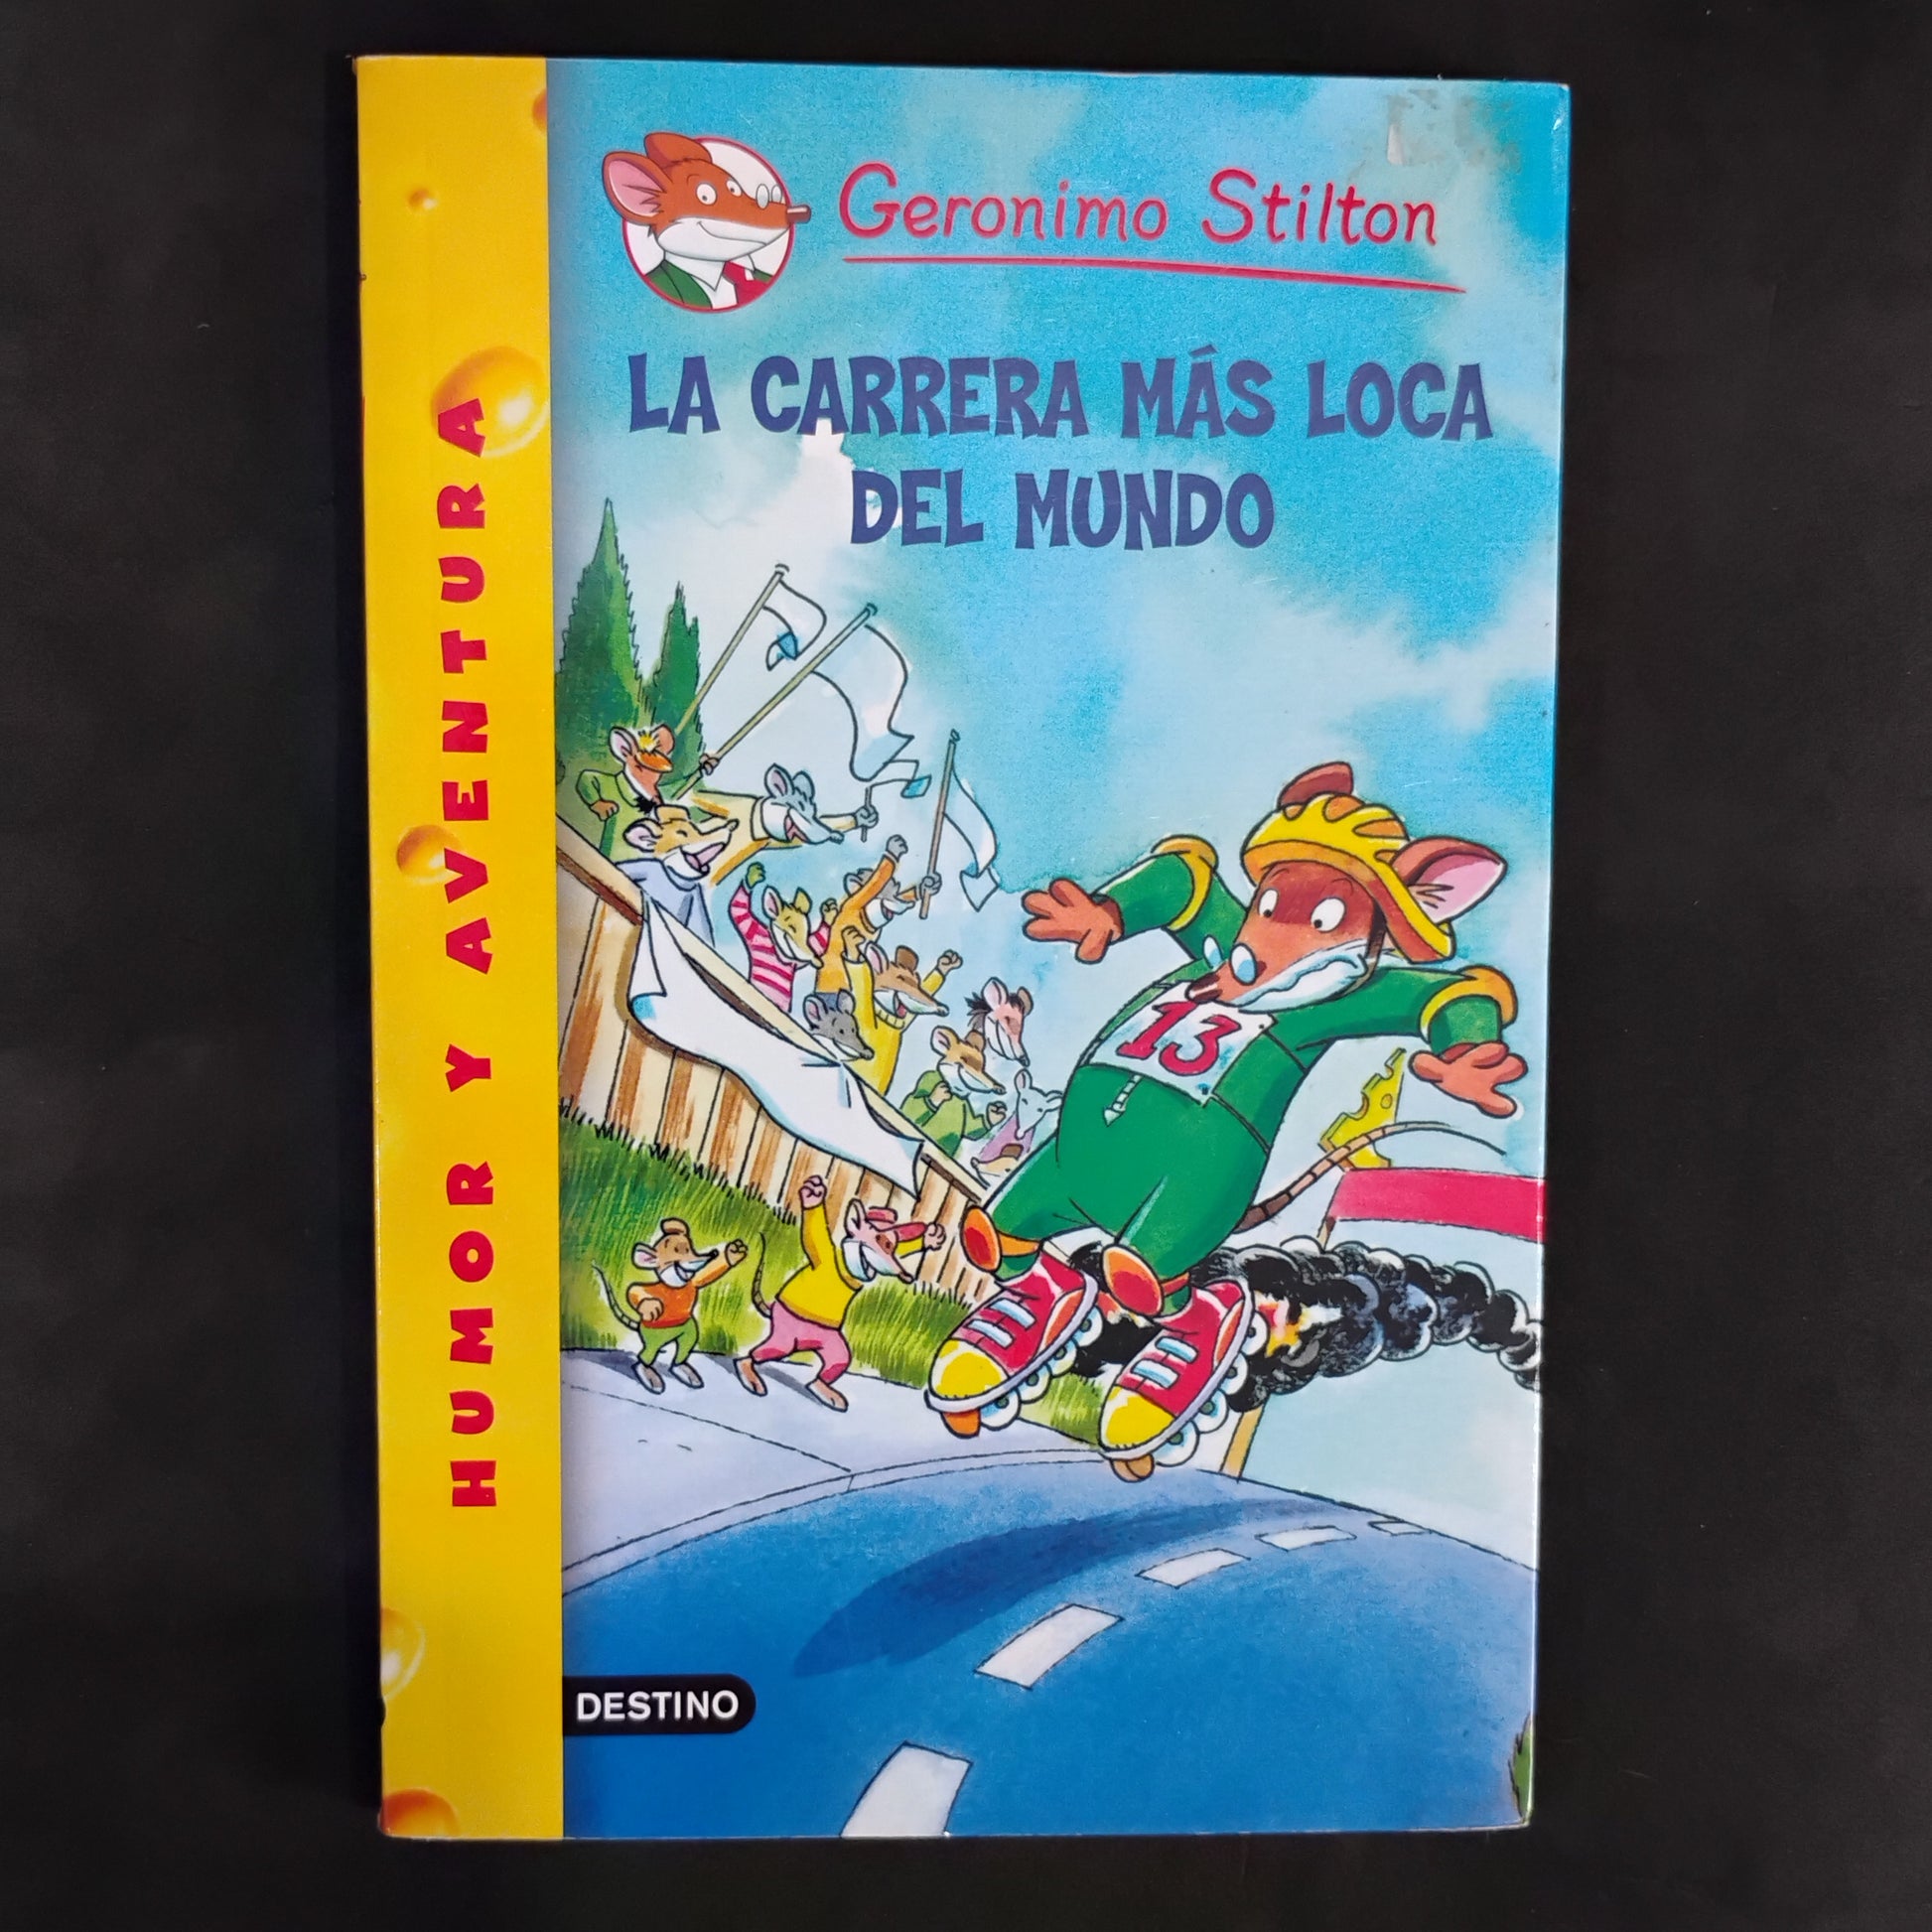 Geronimo Stilton
LA CARRERA MÁS LOCA
DEL MUNDO
HUMOR Y AVENTURA
13
DESTINO